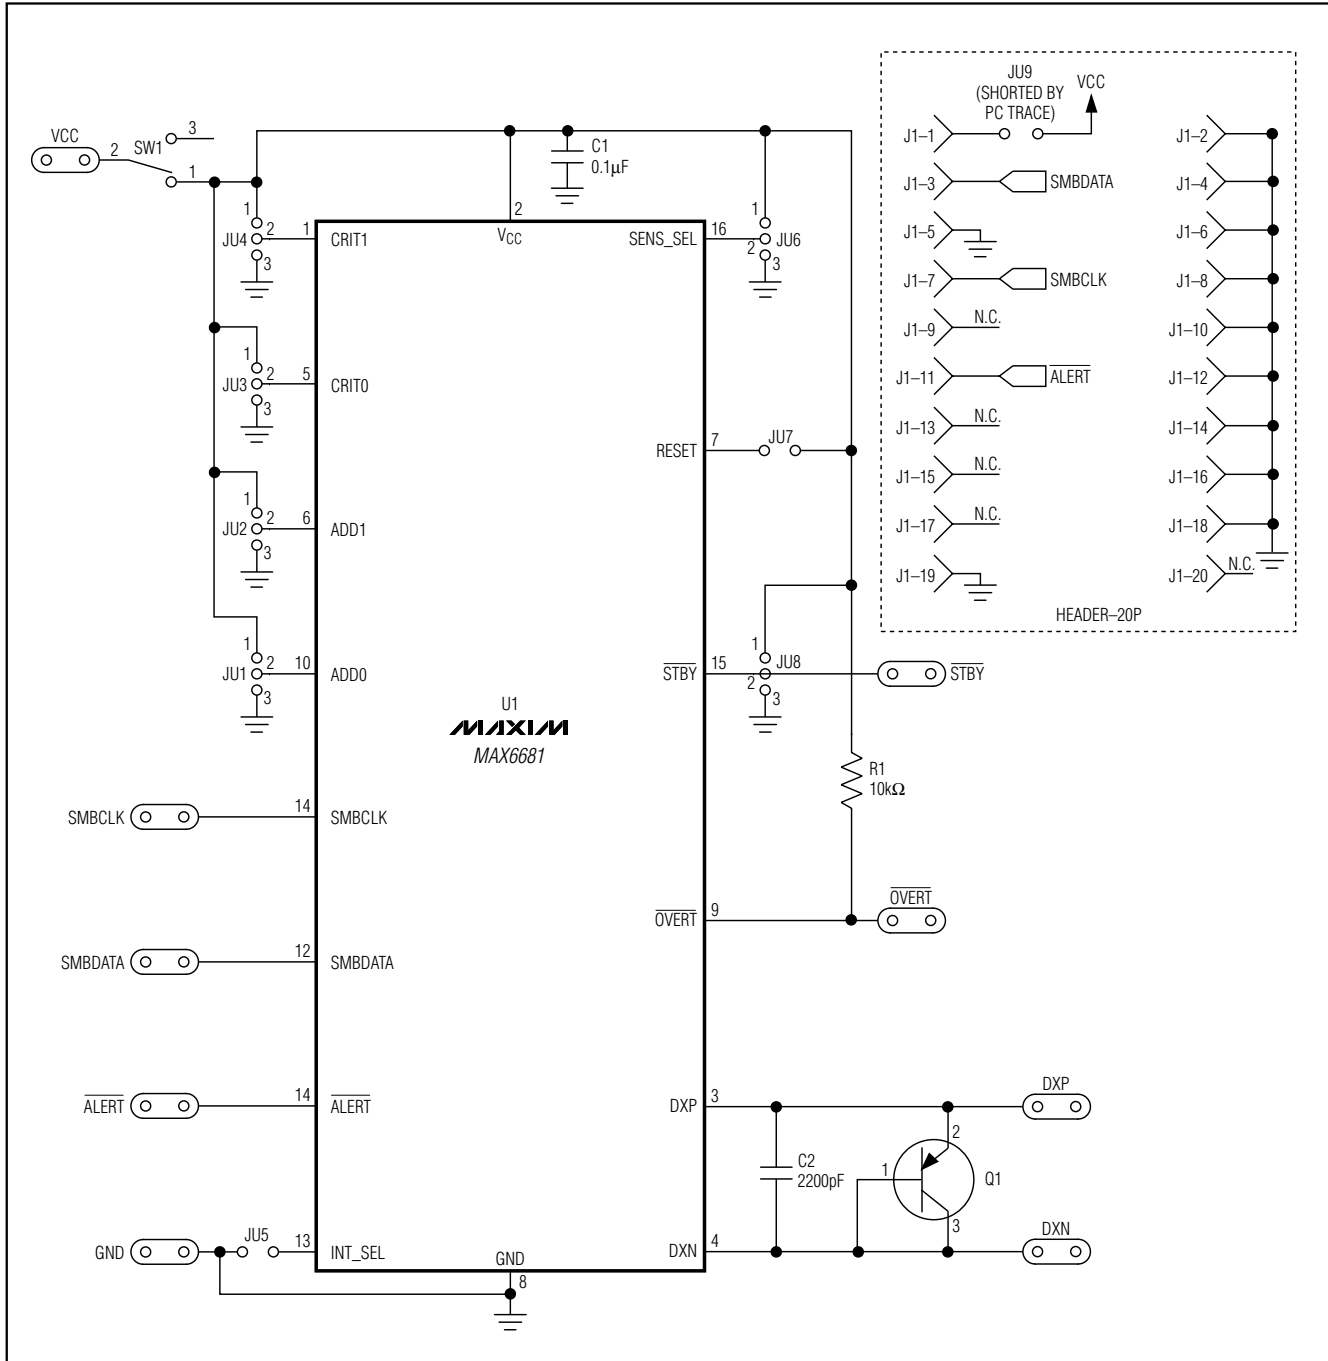 VCC
2
SW1
3
1
C1
0.1µF
2
VCC
1
JU4
2
3
1
CRIT1
SENS_SEL
16
1
2
JU6
3
1
JU3
2
3
5
CRIT0
RESET
7
JU7
1
JU2
2
3
6
ADD1
1
JU1
2
3
10
ADD0
STBY
15
1
JU8
2
3
STBY
U1
MAXIM
MAX6681
R1
10kΩ
SMBCLK
14
SMBCLK
OVERT
9
OVERT
SMBDATA
12
SMBDATA
ALERT
14
ALERT
DXP
3
DXP
C2
2200pF
1
2
Q1
3
GND
JU5
13
INT_SEL
GND
8
DXN
4
DXN
JU9
(SHORTED BY
PC TRACE)
VCC
J1–1
J1–2
J1–3
SMBDATA
J1–4
J1–5
J1–6
J1–7
SMBCLK
J1–8
J1–9
N.C.
J1–10
J1–11
ALERT
J1–12
J1–13
N.C.
J1–14
J1–15
N.C.
J1–16
J1–17
N.C.
J1–18
J1–19
J1–20
N.C.
HEADER–20P